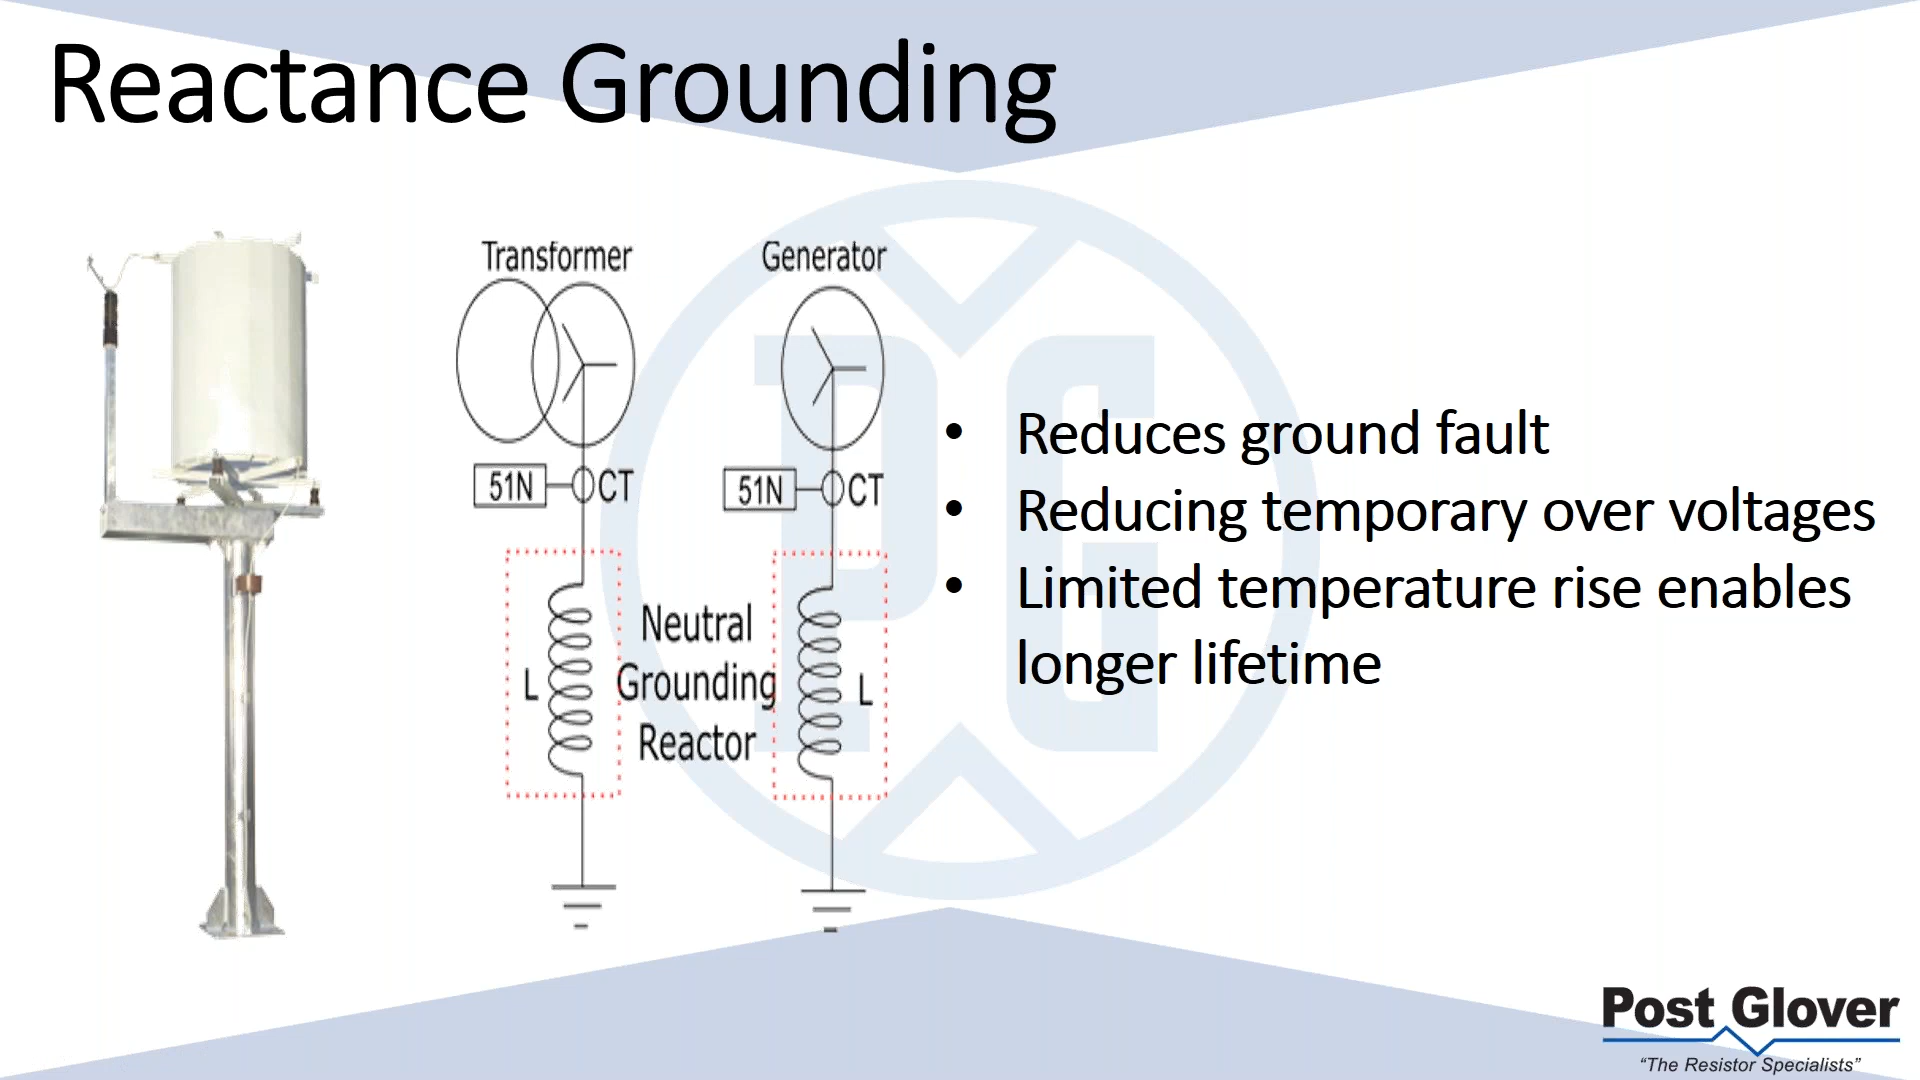 Reactance Grounding
Transformer
Generator
51N
CT
51N
CT
L
Neutral
Grounding
Reactor
L
• Reduces ground fault
• Reducing temporary over voltages
• Limited temperature rise enables
longer lifetime
PG
Post Glover
“The Resistor Specialists”